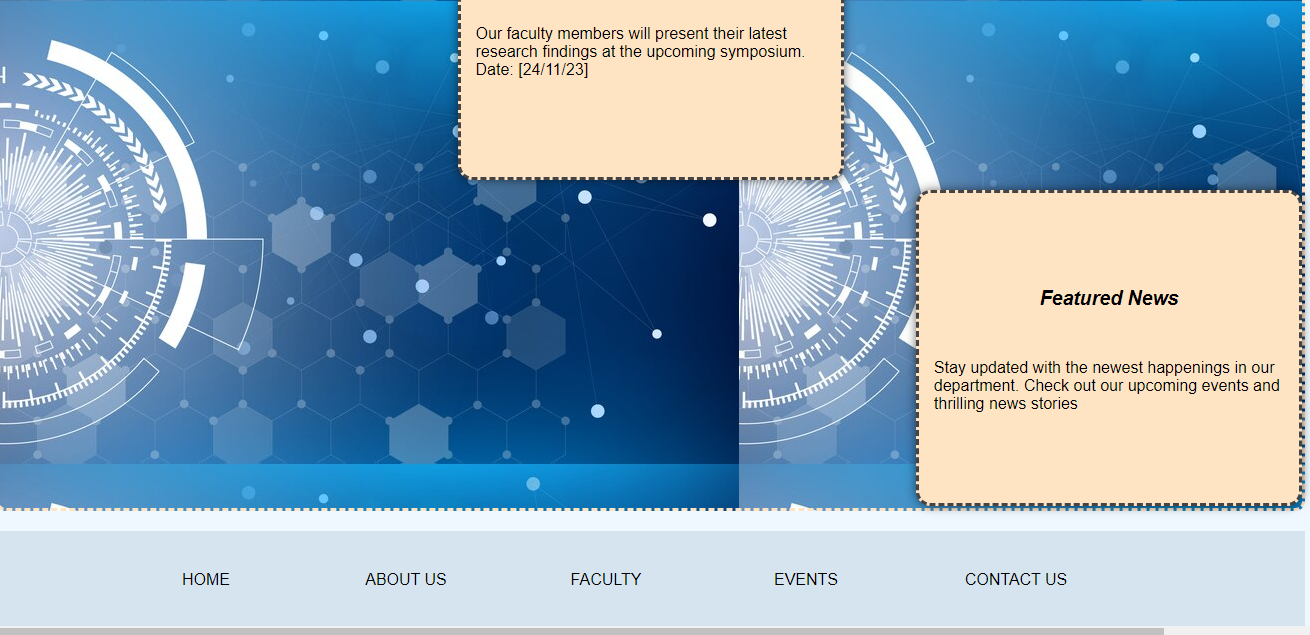 Our faculty members will present their latest
research findings at the upcoming symposium.
Date: [24/11/23]
Featured News
Stay updated with the newest happenings in our
department. Check out our upcoming events and
thrilling news stories
HOME ABOUT US FACULTY EVENTS CONTACT US